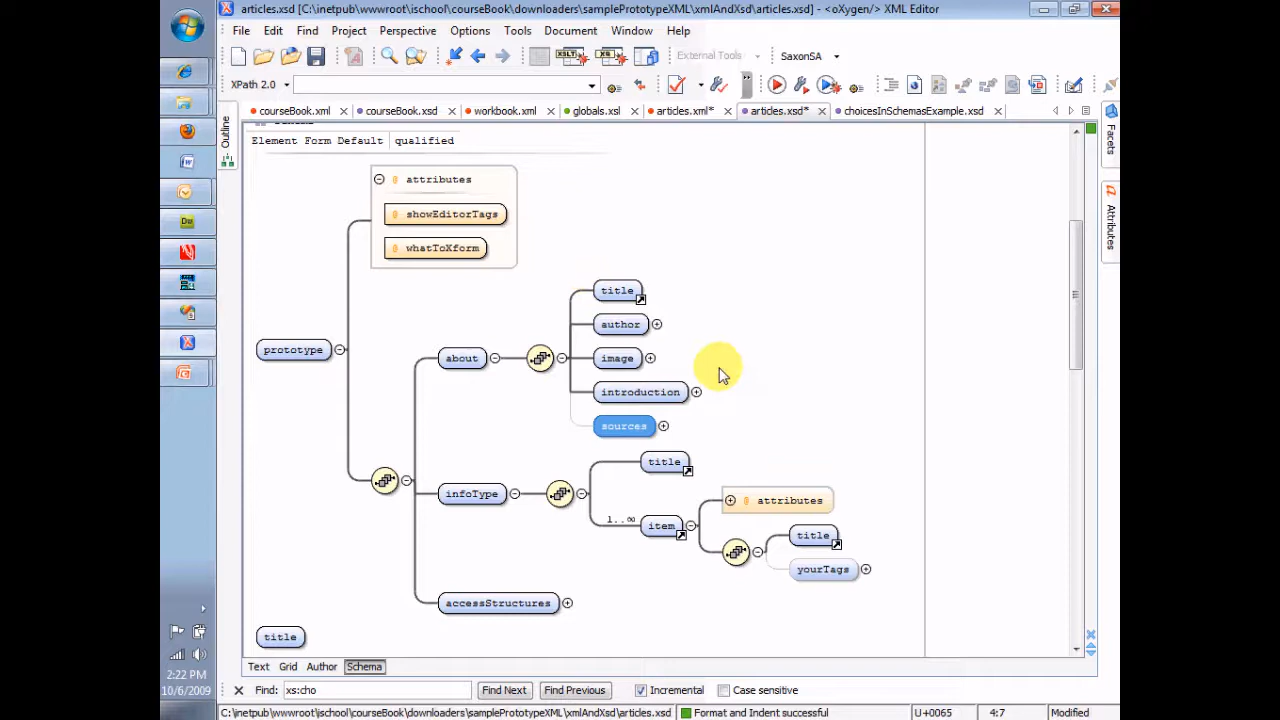 articles.xsd [C:\inetpub\wwwroot\ischool\courseBook\downloaders\samplePrototypeXML\xmlAndXsd\articles.xsd] - <oXygen/> XML Editor
File Edit Find Project Perspective Options Tools Document Window Help
External Tools SaxonSA
XPath 2.0
courseBook.xml courseBook.xsd workbook.xml globals.xsl articles.xml* articles.xsd* choicesInSchemasExample.xsd
Outline
Facets
Attributes
Element Form Default qualified
@ attributes
@ showEditorTags
@ whatToXform
title
author
prototype
about
image
introduction
sources
title
infoType
@ attributes
1..∞ item
title
yourTags
accessStructures
title
Text Grid Author Schema
2:22 PM
10/6/2009
Find: xs:cho Find Next Find Previous Incremental Case sensitive
C:\inetpub\wwwroot\ischool\courseBook\downloaders\samplePrototypeXML\xmlAndXsd\articles.xsd Format and Indent successful U+0065 4:7 Modified